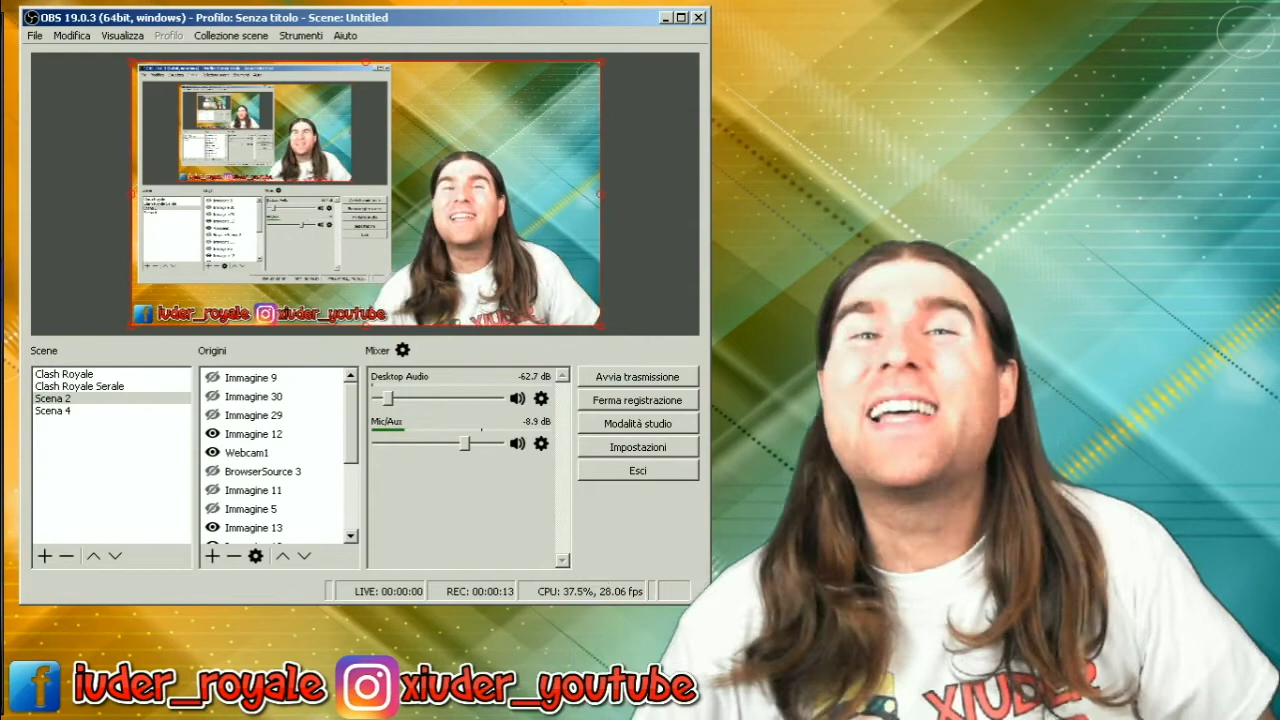 OBS 19.0.3 (64bit, windows) - Profilo: Senza titolo - Scene: Untitled
File Modifica Visualizza Profilo Collezione scene Strumenti Aiuto
iuder_royale xiuder_youtube
Scene
Clash Royale
Clash Royale Serale
Scena 2
Scena 4
Origini
Immagine 9
Immagine 30
Immagine 29
Immagine 12
Webcam1
BrowserSource 3
Immagine 11
Immagine 5
Immagine 13
Mixer
Desktop Audio -62.7 dB
Mic/Aux -8.9 dB
Avvia trasmissione
Ferma registrazione
Modalità studio
Impostazioni
Esci
LIVE: 00:00:00 REC: 00:00:13 CPU: 37.5%, 28.06 fps
XIUDER
iuder_royale xiuder_youtube